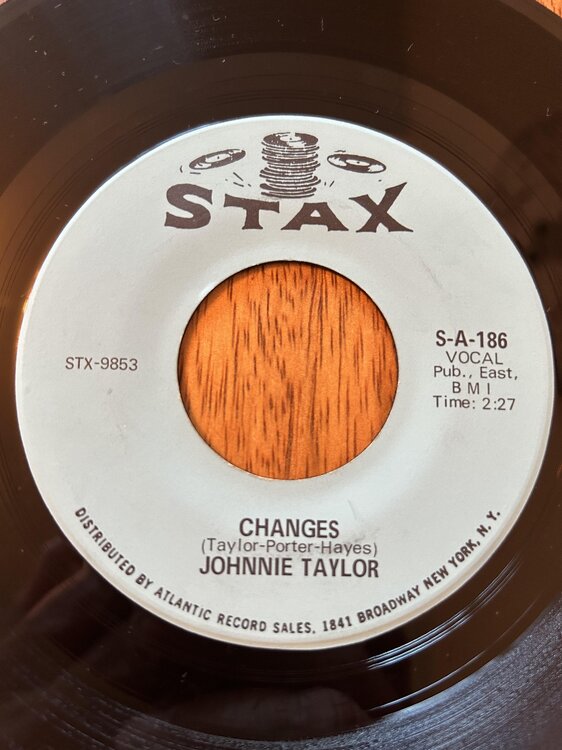 STAX
STX-9853
S-A-186
VOCAL
Pub., East,
B M I
Time: 2:27
CHANGES
(Taylor-Porter-Hayes)
JOHNNIE TAYLOR
DISTRIBUTED BY ATLANTIC RECORD SALES, 1841 BROADWAY NEW YORK, N. Y.